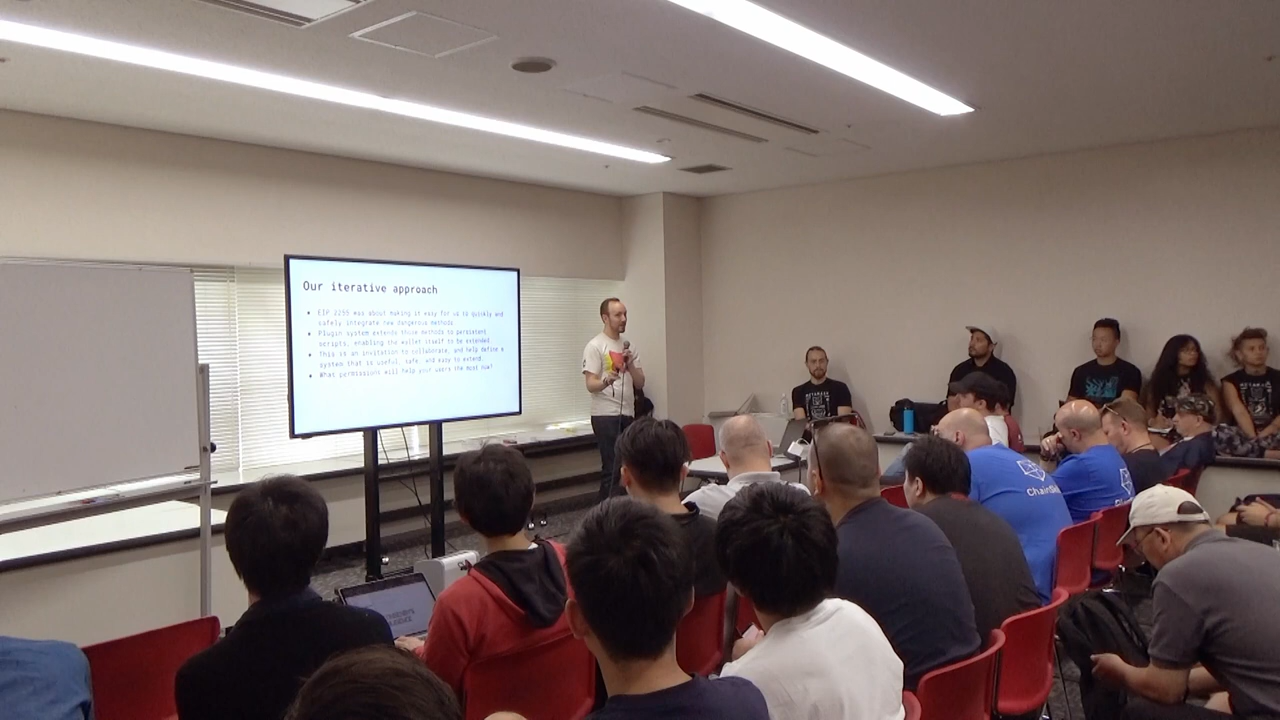 Our iterative approach
• EIP 2255 was about making it easy for us to quickly and
safely integrate new dangerous methods.
• Plugin system extends those methods to persistent
scripts, enabling the wallet itself to be extended.
• This is an invitation to collaborate, and help define a
system that is useful, safe, and easy to extend.
• What permissions will help your users the most from?
METAMASK